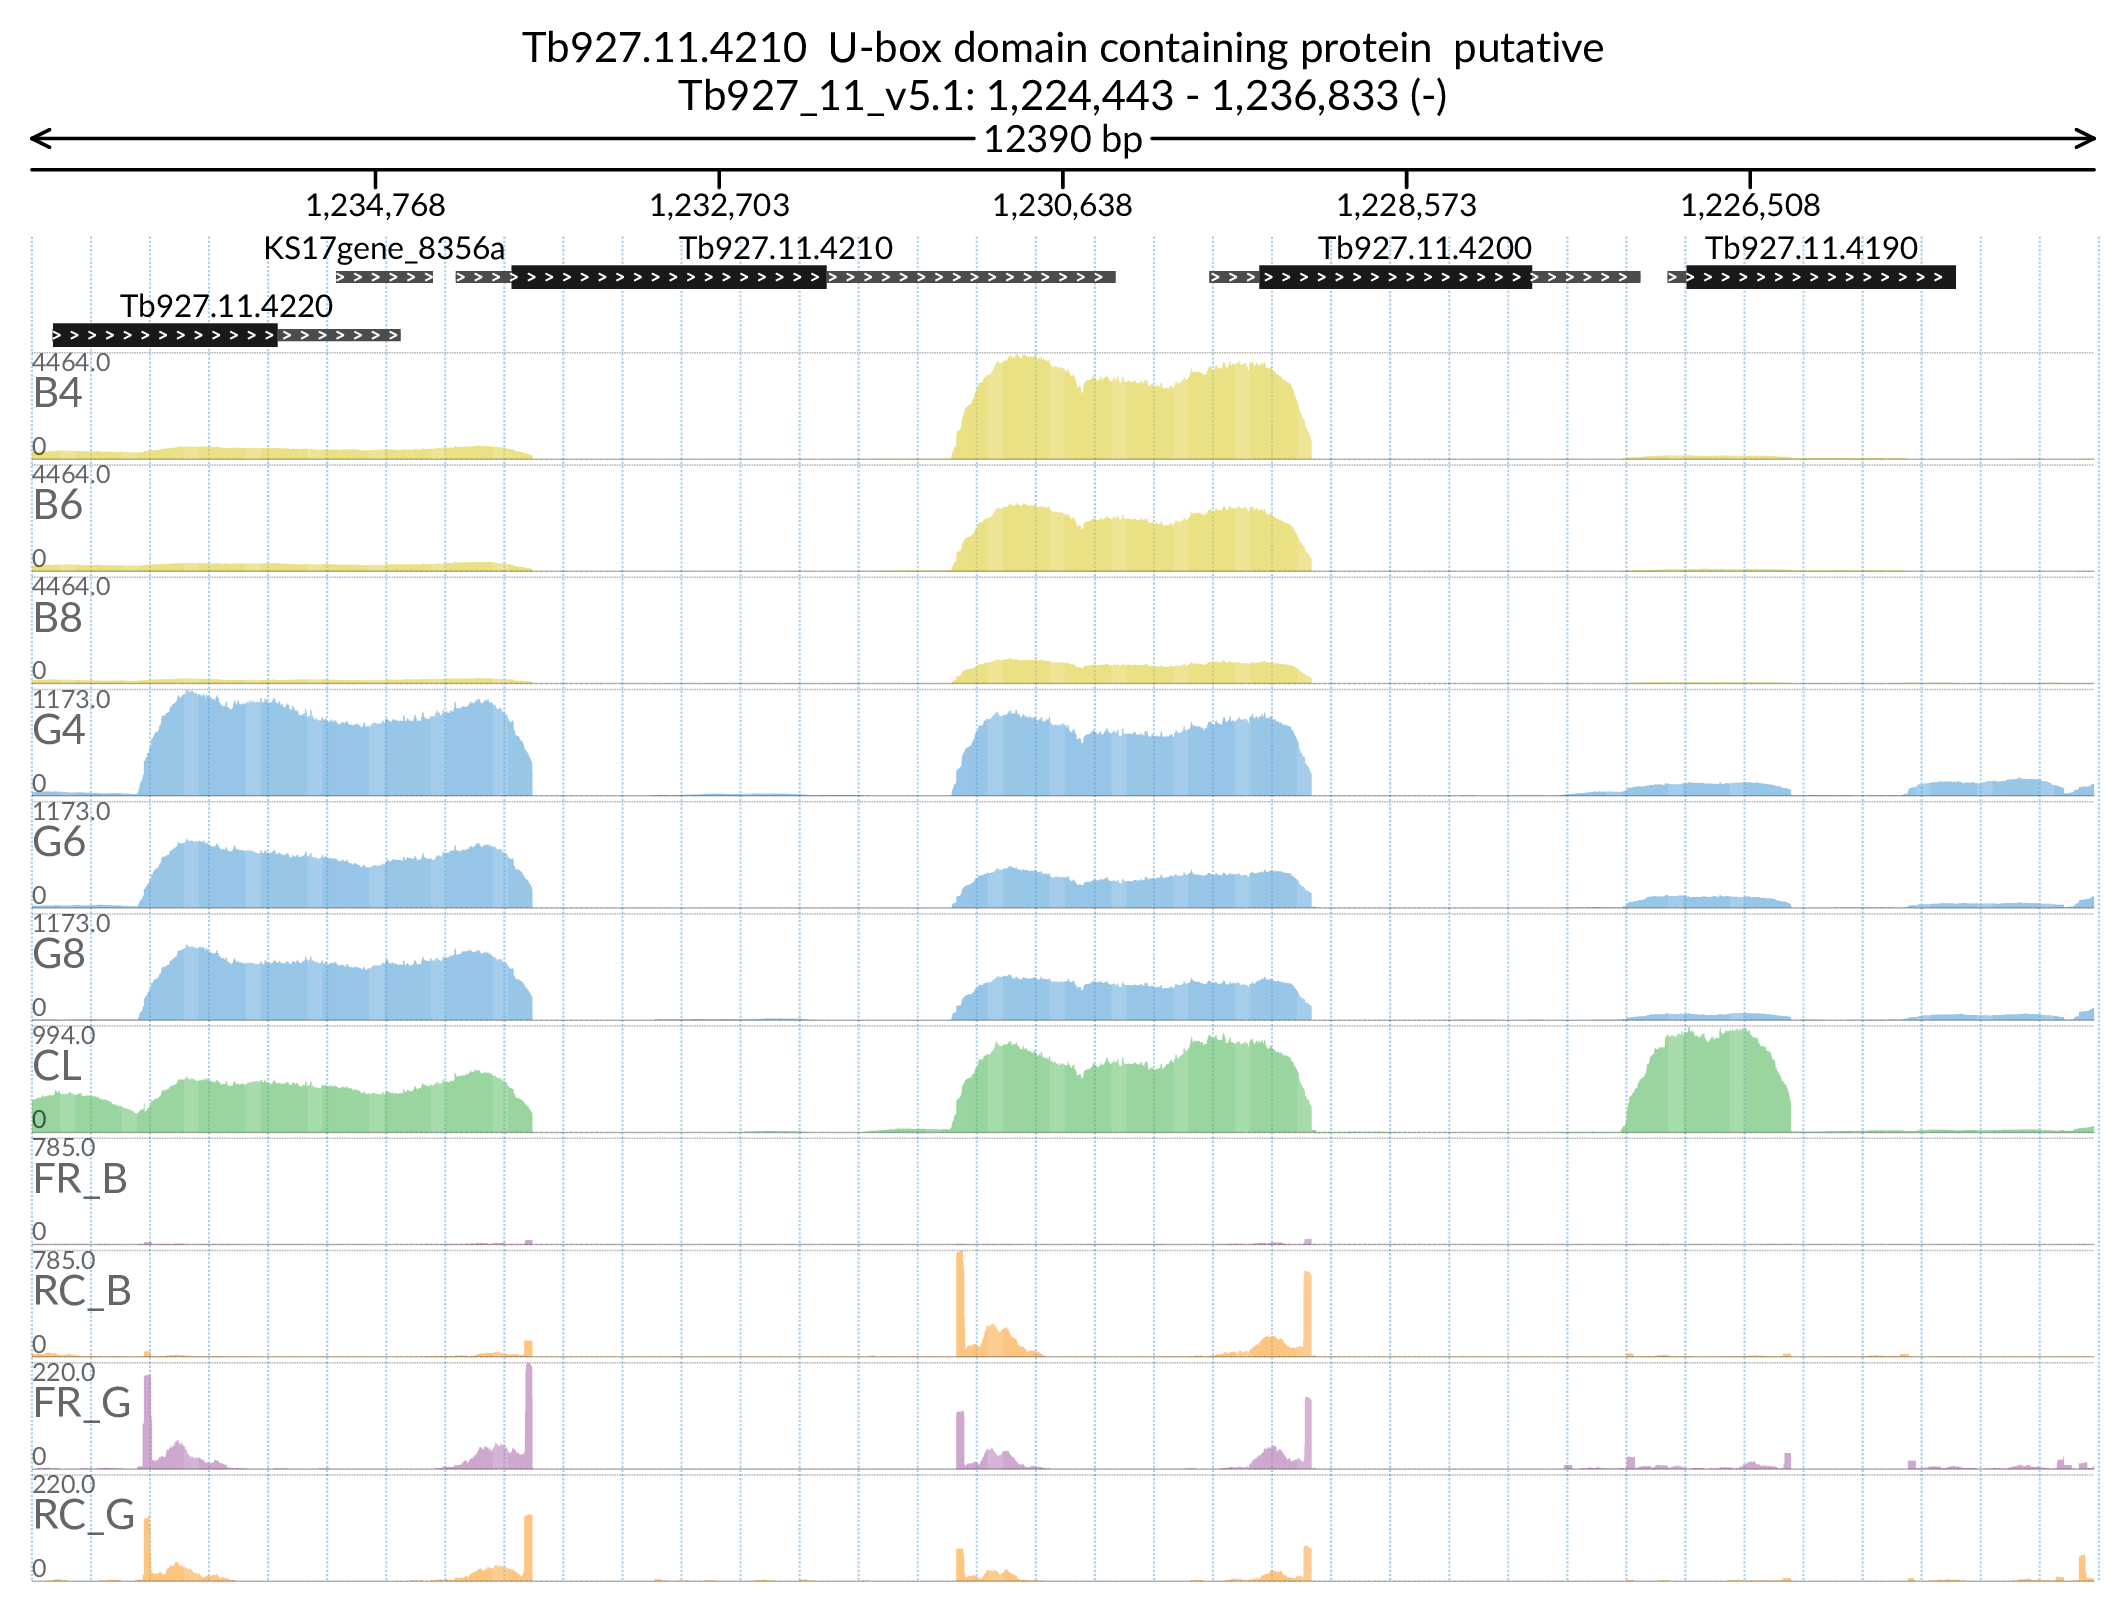 Tb927.11.4210  U-box domain containing protein  putative
Tb927_11_v5.1: 1,224,443 - 1,236,833 (-)
12390 bp
1,234,768 1,232,703 1,230,638 1,228,573 1,226,508
KS17gene_8356a Tb927.11.4210 Tb927.11.4200 Tb927.11.4190
Tb927.11.4220
4464.0
B4
0
4464.0
B6
0
4464.0
B8
0
1173.0
G4
0
1173.0
G6
0
1173.0
G8
0
994.0
CL
0
785.0
FR_B
0
785.0
RC_B
0
220.0
FR_G
0
220.0
RC_G
0